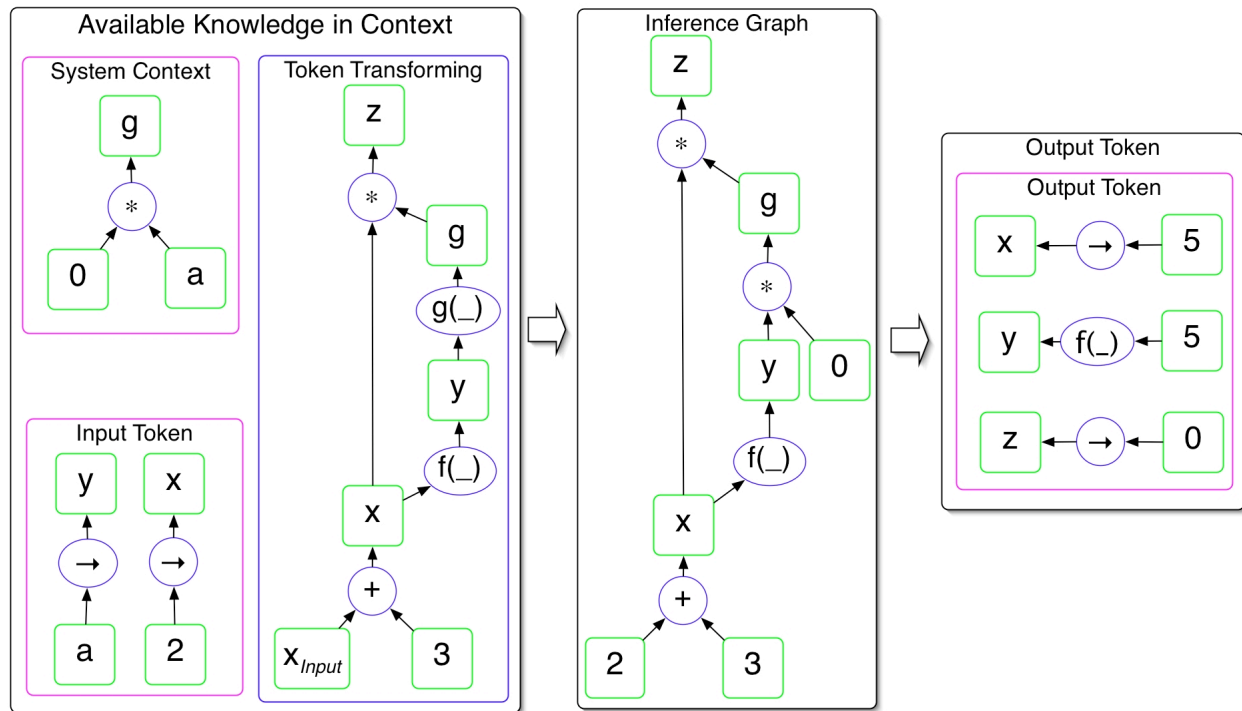 Available Knowledge in Context
System Context
g
*
0 a
Input Token
y x
→ →
a 2
Token Transforming
z
*
g
g(_)
y
f(_)
x
+
xInput 3
Inference Graph
z
*
g
*
y 0
f(_)
x
+
2 3
Output Token
Output Token
x → 5
y f(_) 5
z → 0